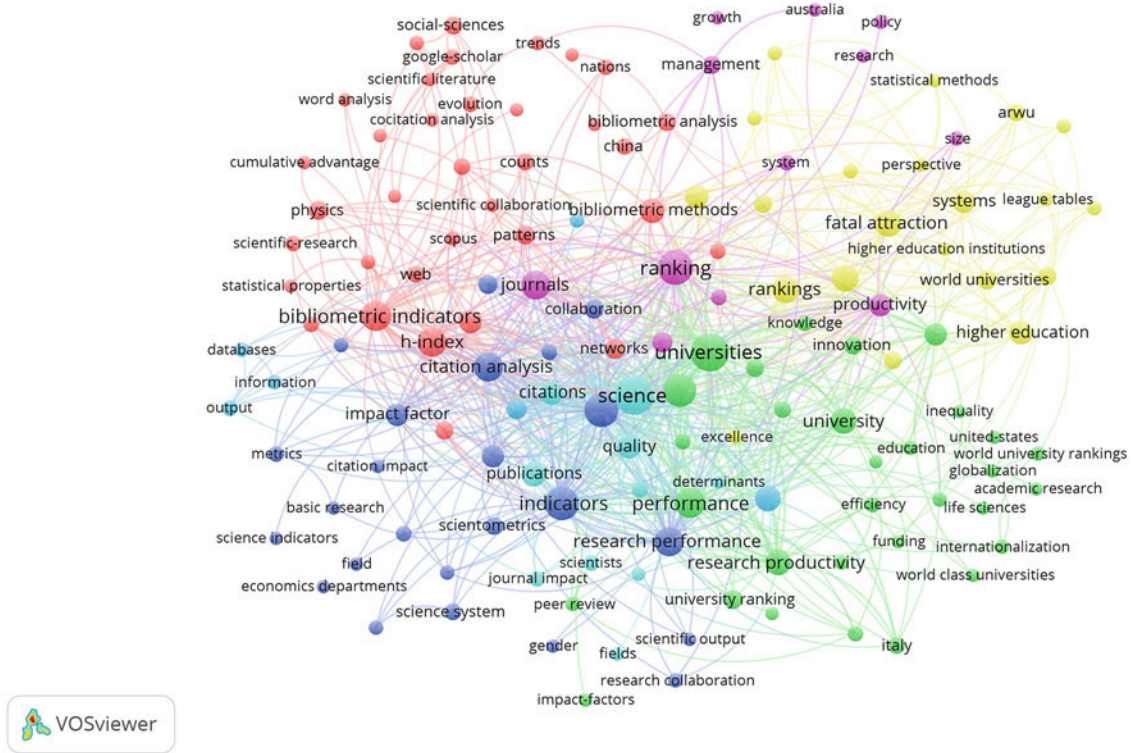 australia
growth
policy
social-sciences
trends
google-scholar
research
management
nations
scientific literature
statistical methods
word analysis
evolution
cocitation analysis
arwu
bibliometric analysis
size
china
cumulative advantage
counts
system
perspective
systems
league tables
scientific collaboration
physics
bibliometric methods
fatal attraction
scopus
patterns
scientific-research
higher education institutions
ranking
web
statistical properties
journals
rankings
world universities
productivity
collaboration
bibliometric indicators
knowledge
higher education
h-index
innovation
databases
networks
universities
citation analysis
information
citations
science
output
impact factor
university
inequality
excellence
united-states
quality
education
metrics
world university rankings
citation impact
publications
globalization
determinants
academic research
basic research
indicators
performance
efficiency
life sciences
scientometrics
science indicators
research performance
funding
internationalization
field
scientists
research productivity
journal impact
world class universities
economics departments
university ranking
peer review
science system
scientific output
gender
italy
fields
research collaboration
impact-factors
VOSviewer